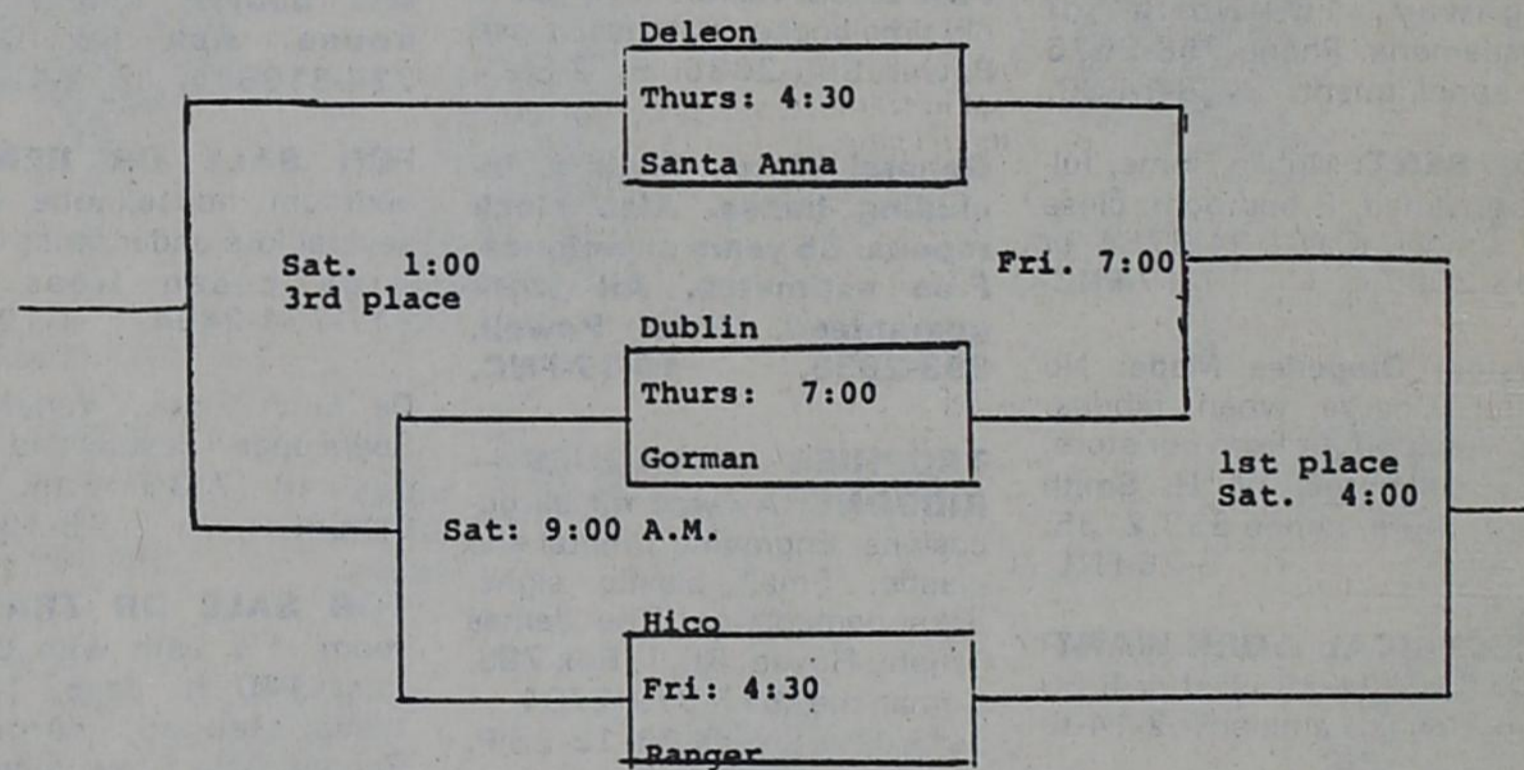 Deleon
Thurs: 4:30
Santa Anna
Sat. 1:00
3rd place
Fri. 7:00
Dublin
Thurs: 7:00
Gorman
1st place
Sat. 4:00
Sat: 9:00 A.M.
Hico
Fri: 4:30
Ranger